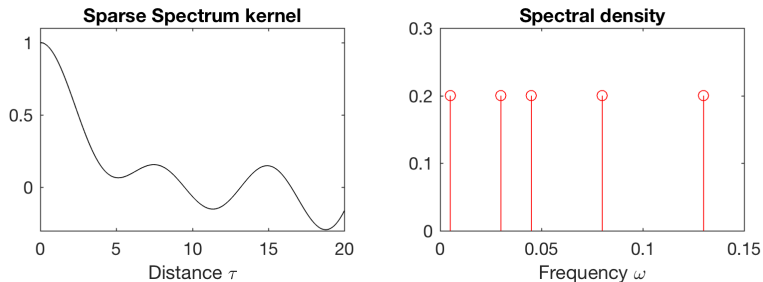 Sparse Spectrum kernel
1
0.5
0
0 5 10 15 20
Distance τ
Spectral density
0.3
0.2
0.1
0
0 0.05 0.1 0.15
Frequency ω